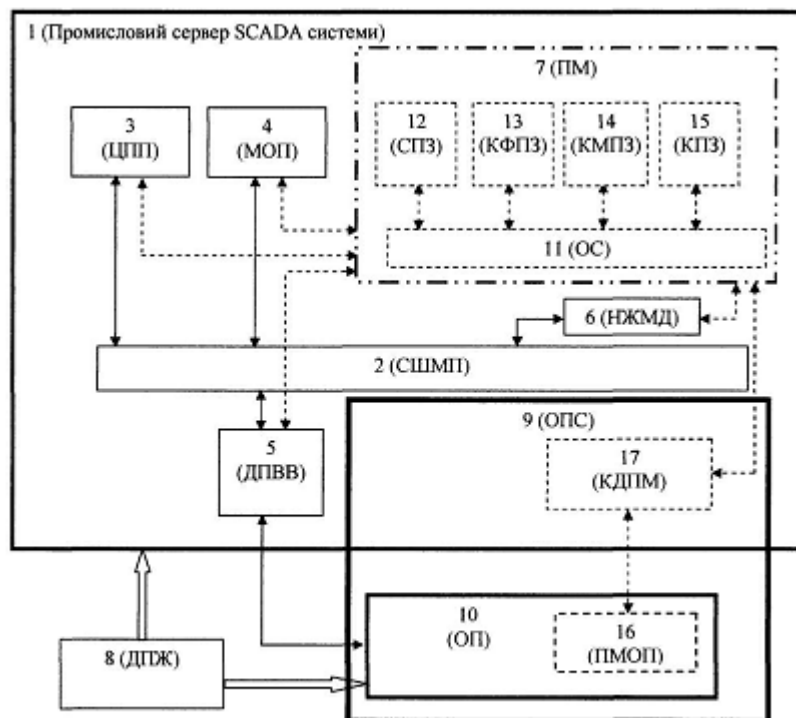 1 (Промисловий сервер SCADA системи)
7 (ПМ)
3
(ЦПП)
4
(МОП)
12
(СПЗ)
13
(КФПЗ)
14
(КМПЗ)
15
(КПЗ)
11 (ОС)
6 (НЖМД)
2 (СШМП)
9 (ОПС)
5
(ДПВВ)
17
(КДПМ)
10
(ОП)
16
(ПМОП)
8 (ДПЖ)